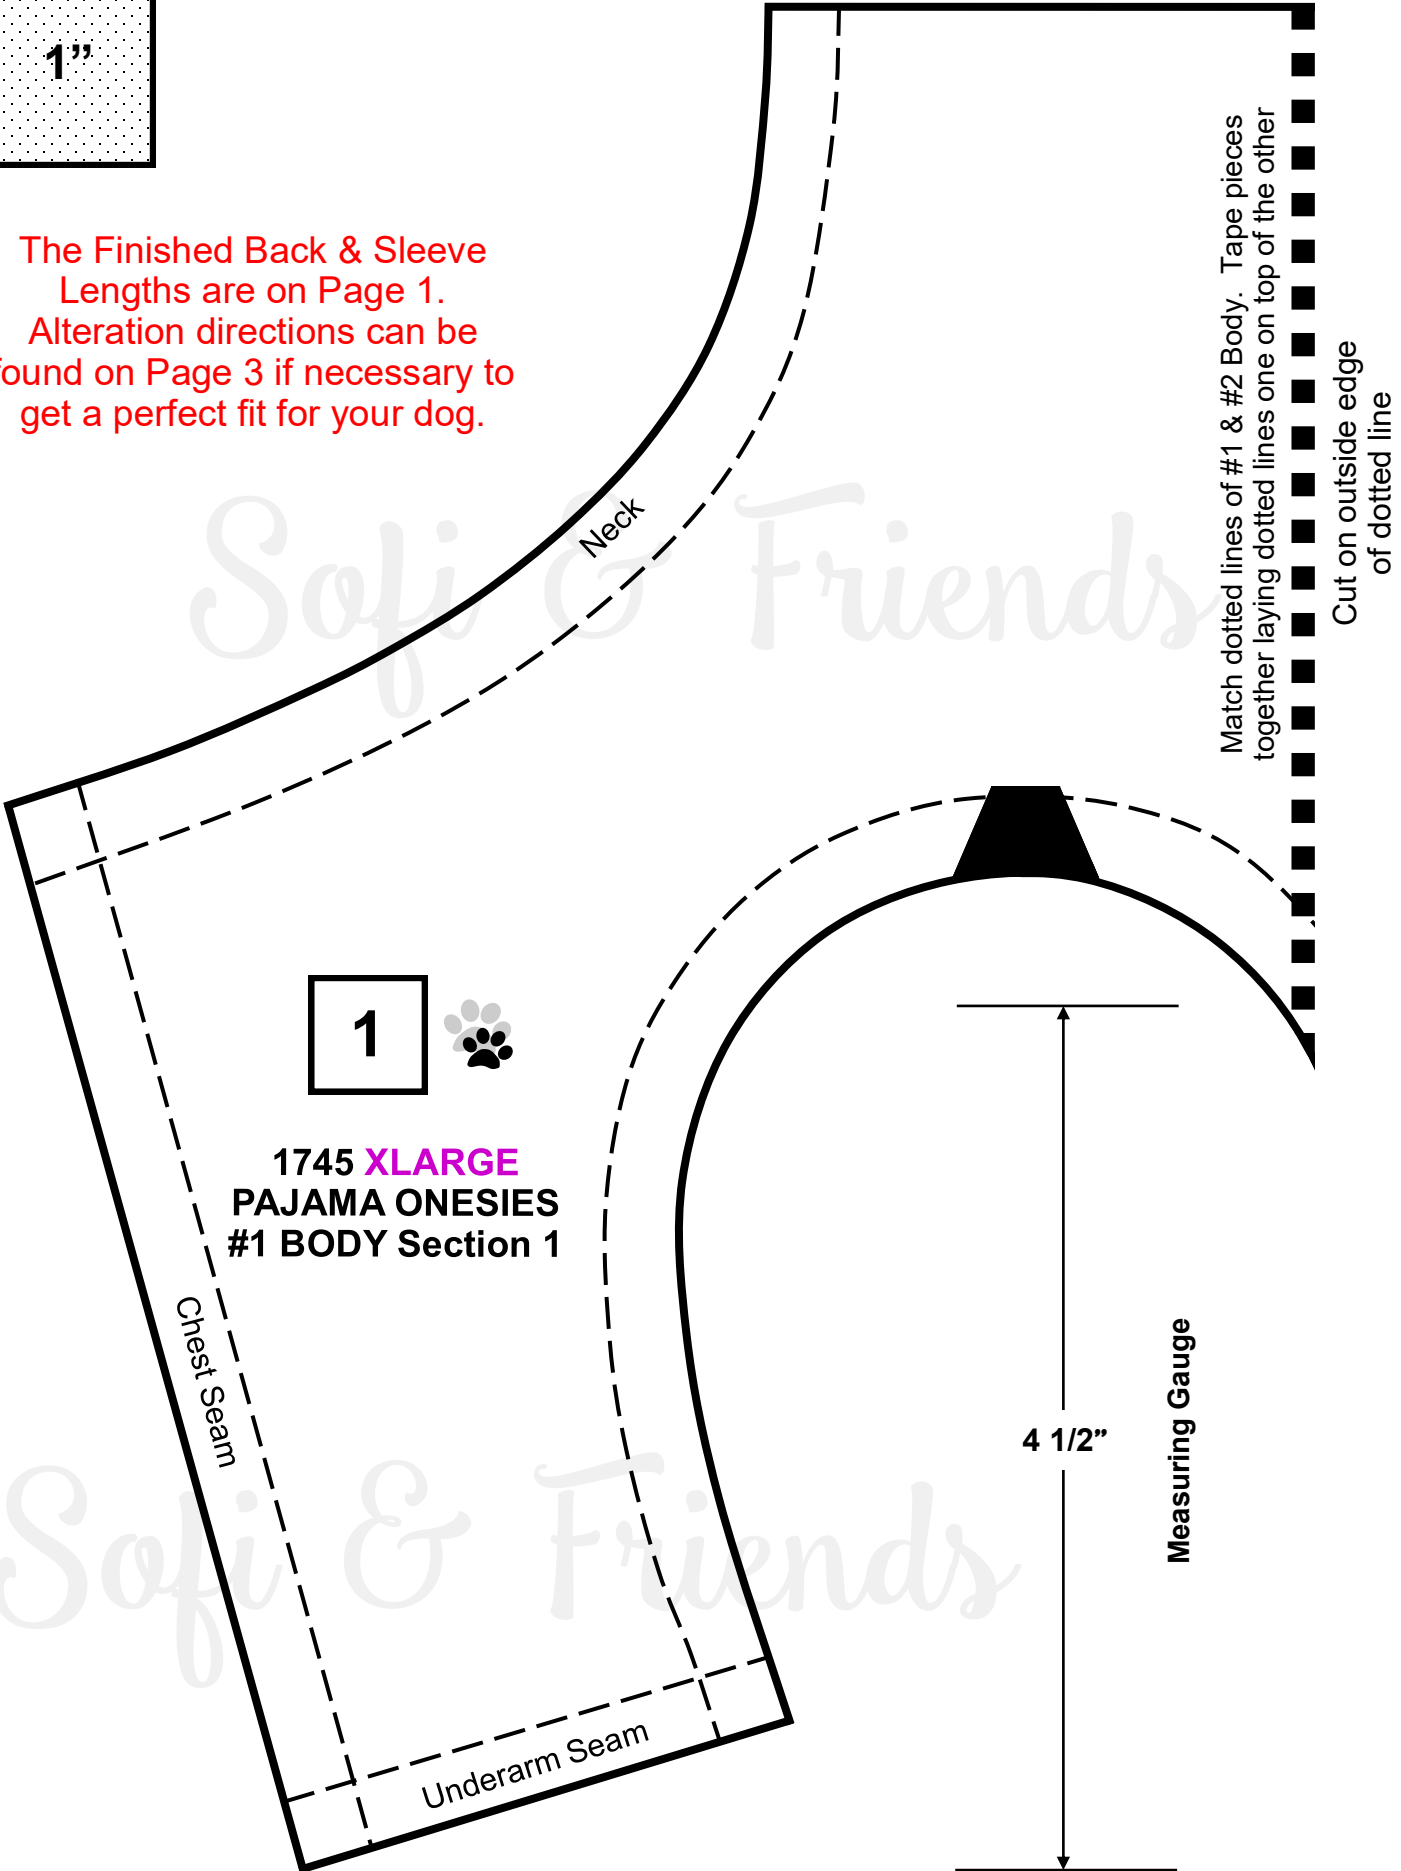 1”
The Finished Back & Sleeve
Lengths are on Page 1.
Alteration directions can be
found on Page 3 if necessary to
get a perfect fit for your dog.
Match dotted lines of #1 & #2 Body. Tape pieces
together laying dotted lines one on top of the other
Cut on outside edge
of dotted line
Neck
Sofi & Friends
1
1745 XLARGE
PAJAMA ONESIES
#1 BODY Section 1
Chest Seam
4 1/2”
Measuring Gauge
Sofi & Friends
Underarm Seam